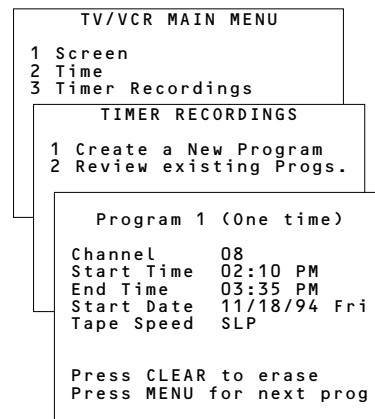 TV/VCR MAIN MENU
1 Screen
2 Time
3 Timer Recordings
TIMER RECORDINGS
1 Create a New Program
2 Review existing Progs.
Program 1 (One time)
Channel 08
Start Time 02:10 PM
End Time 03:35 PM
Start Date 11/18/94 Fri
Tape Speed SLP
Press CLEAR to erase
Press MENU for next prog